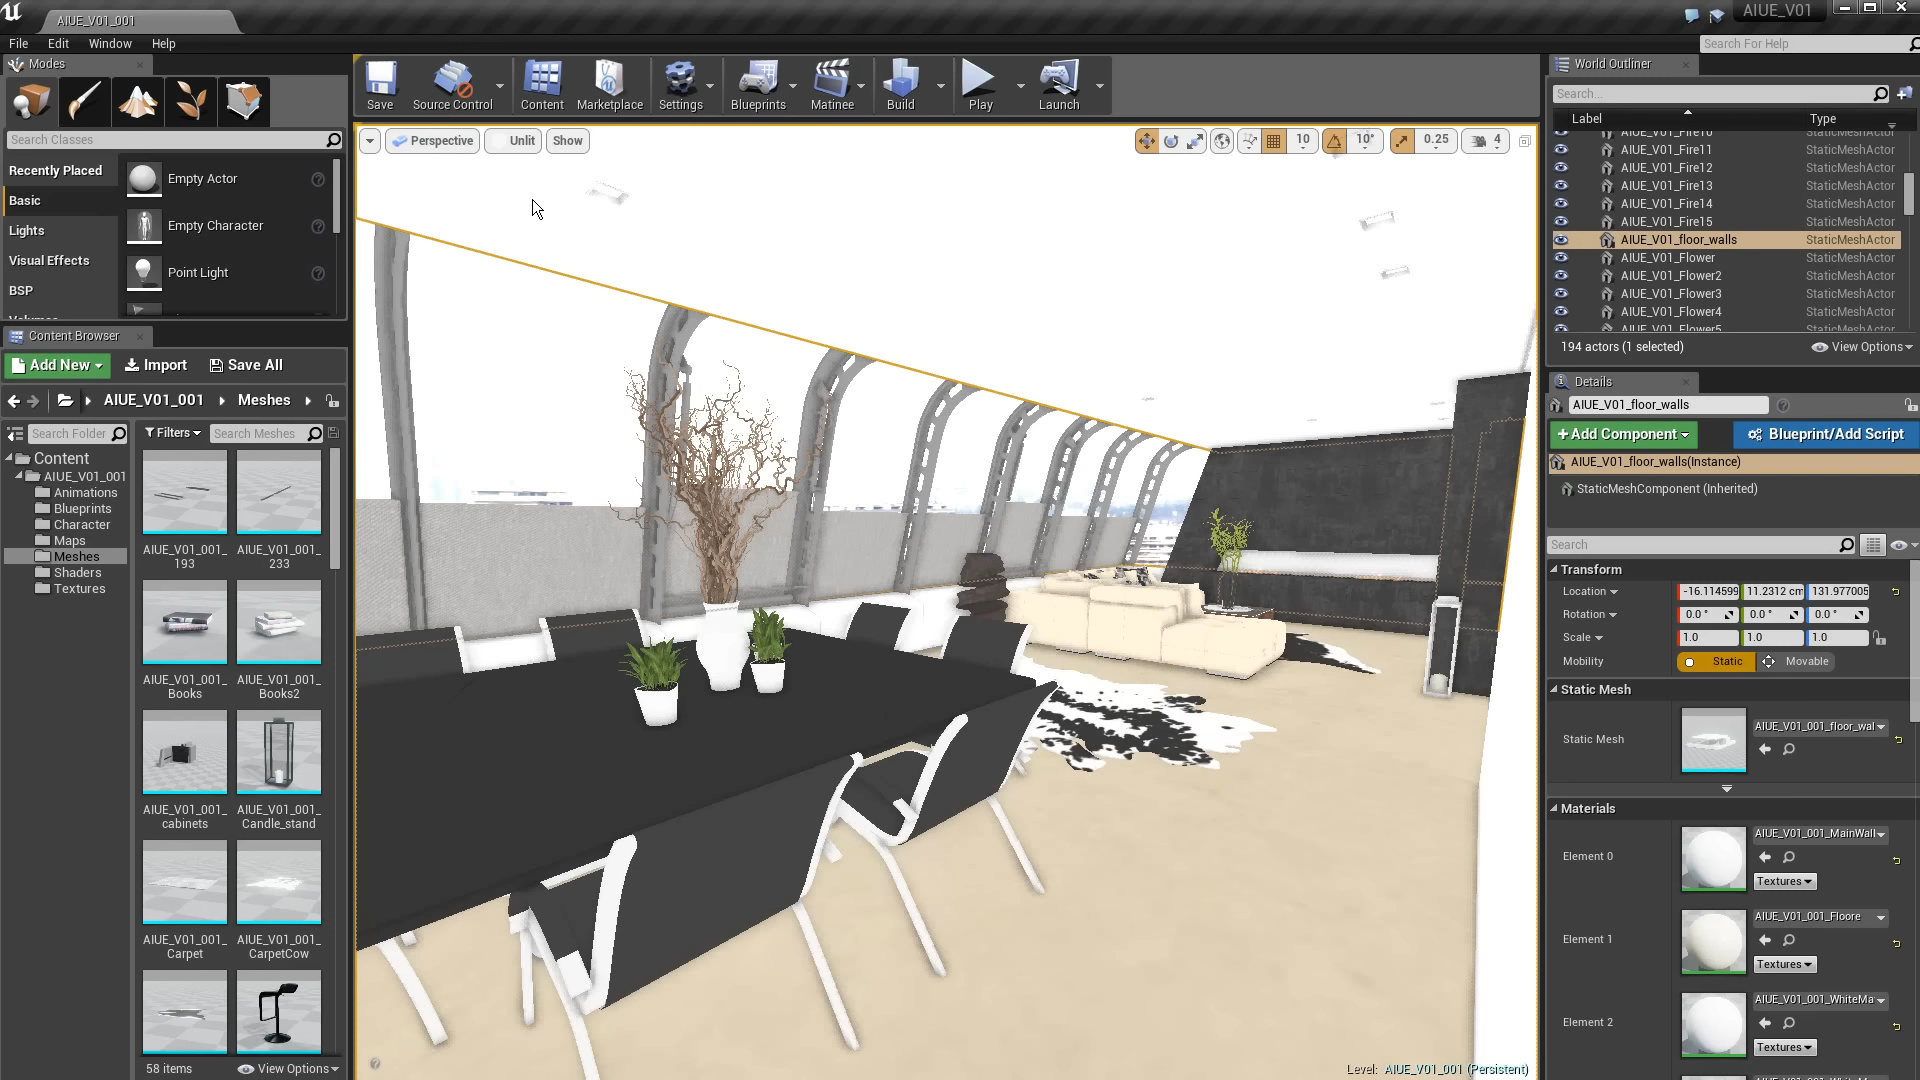 AIUE_V01_001
AIUE_V01
File Edit Window Help
Search For Help
Modes
Search Classes
Recently Placed
Basic
Lights
Visual Effects
BSP
Volumes
Empty Actor
Empty Character
Point Light
Save
Source Control
Content
Marketplace
Settings
Blueprints
Matinee
Build
Play
Launch
Perspective
Unlit
Show
10
10°
0.25
4
Level: AIUE_V01_001 (Persistent)
Content Browser
Add New
Import
Save All
AIUE_V01_001
Meshes
Search Folder
Filters
Search Meshes
Content
AIUE_V01_001
Animations
Blueprints
Character
Maps
Meshes
Shaders
Textures
AIUE_V01_001_
193
AIUE_V01_001_
233
AIUE_V01_001_
Books
AIUE_V01_001_
Books2
AIUE_V01_001_
cabinets
AIUE_V01_001_
Candle_stand
AIUE_V01_001_
Carpet
AIUE_V01_001_
CarpetCow
58 items
View Options
World Outliner
Search...
Label Type
AIUE_V01_Fire10 StaticMeshActor
AIUE_V01_Fire11 StaticMeshActor
AIUE_V01_Fire12 StaticMeshActor
AIUE_V01_Fire13 StaticMeshActor
AIUE_V01_Fire14 StaticMeshActor
AIUE_V01_Fire15 StaticMeshActor
AIUE_V01_floor_walls StaticMeshActor
AIUE_V01_Flower StaticMeshActor
AIUE_V01_Flower2 StaticMeshActor
AIUE_V01_Flower3 StaticMeshActor
AIUE_V01_Flower4 StaticMeshActor
AIUE_V01_Flower5 StaticMeshActor
194 actors (1 selected)
View Options
Details
AIUE_V01_floor_walls
+Add Component
Blueprint/Add Script
AIUE_V01_floor_walls(Instance)
StaticMeshComponent (Inherited)
Search
Transform
Location -16.114599 11.2312 cm 131.977005
Rotation 0.0 ° 0.0 ° 0.0 °
Scale 1.0 1.0 1.0
Mobility Static Movable
Static Mesh
Static Mesh AIUE_V01_001_floor_wal
Materials
Element 0 AIUE_V01_001_MainWall
Textures
Element 1 AIUE_V01_001_Floore
Textures
Element 2 AIUE_V01_001_WhiteMa
Textures